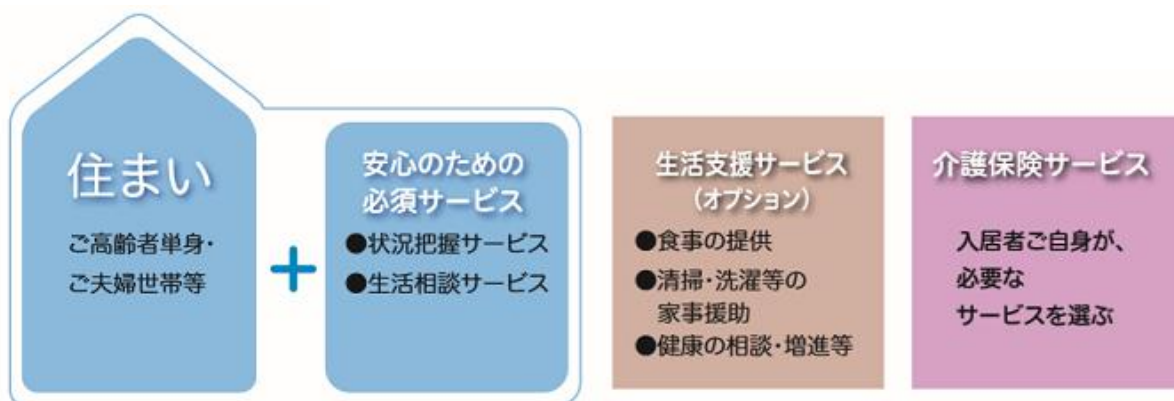 住まい
ご高齢者単身・
ご夫婦世帯等
+
安心のための
必須サービス
●状況把握サービス
●生活相談サービス
生活支援サービス
(オプション)
●食事の提供
●清掃・洗濯等の
家事援助
●健康の相談・増進等
介護保険サービス
入居者ご自身が、
必要な
サービスを選ぶ